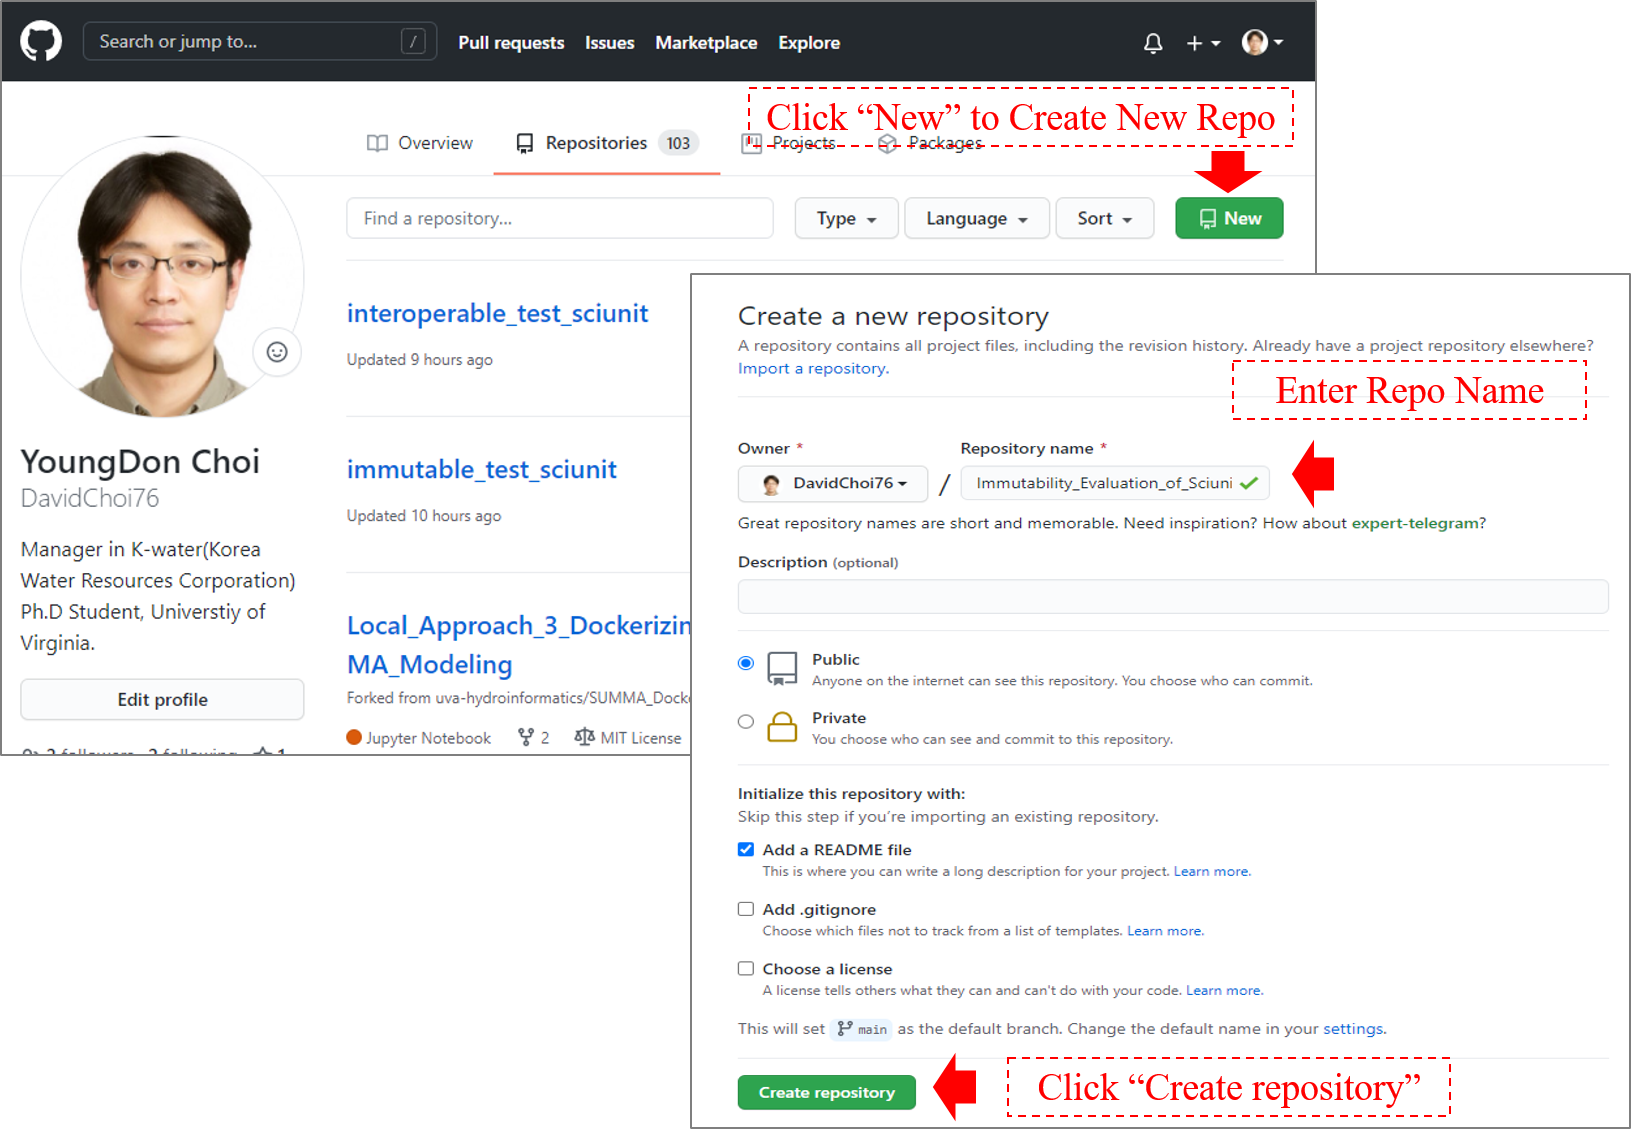 Search or jump to... /
Pull requests Issues Marketplace Explore
Click “New” to Create New Repo
Overview Repositories 103 Projects Packages
Find a repository... Type Language Sort New
interoperable_test_sciunit
Updated 9 hours ago
immutable_test_sciunit
Updated 10 hours ago
Local_Approach_3_Dockerizin
MA_Modeling
Forked from uva-hydroinformatics/SUMMA_Docke
Jupyter Notebook 2 MIT License
YoungDon Choi
DavidChoi76
Manager in K-water(Korea
Water Resources Corporation)
Ph.D Student, Universtiy of
Virginia.
Edit profile
2 followers 2 following 1
Create a new repository
A repository contains all project files, including the revision history. Already have a project repository elsewhere?
Import a repository.
Enter Repo Name
Owner * Repository name *
DavidChoi76 / Immutability_Evaluation_of_Sciuni
Great repository names are short and memorable. Need inspiration? How about expert-telegram?
Description (optional)
Public
Anyone on the internet can see this repository. You choose who can commit.
Private
You choose who can see and commit to this repository.
Initialize this repository with:
Skip this step if you’re importing an existing repository.
Add a README file
This is where you can write a long description for your project. Learn more.
Add .gitignore
Choose which files not to track from a list of templates. Learn more.
Choose a license
A license tells others what they can and can't do with your code. Learn more.
This will set main as the default branch. Change the default name in your settings.
Create repository
Click “Create repository”